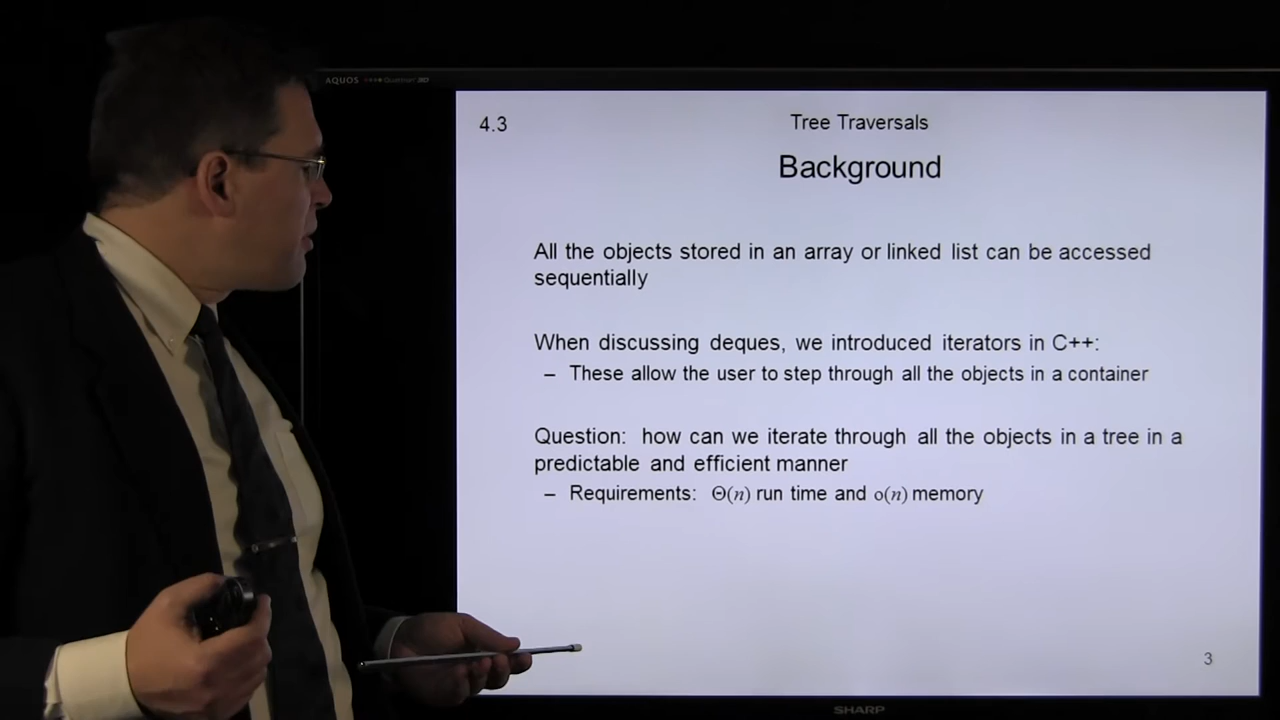 AQUOS
4.3
Tree Traversals
Background
All the objects stored in an array or linked list can be accessed
sequentially
When discussing deques, we introduced iterators in C++:
– These allow the user to step through all the objects in a container
Question: how can we iterate through all the objects in a tree in a
predictable and efficient manner
– Requirements: Θ(n) run time and o(n) memory
3
SHARP